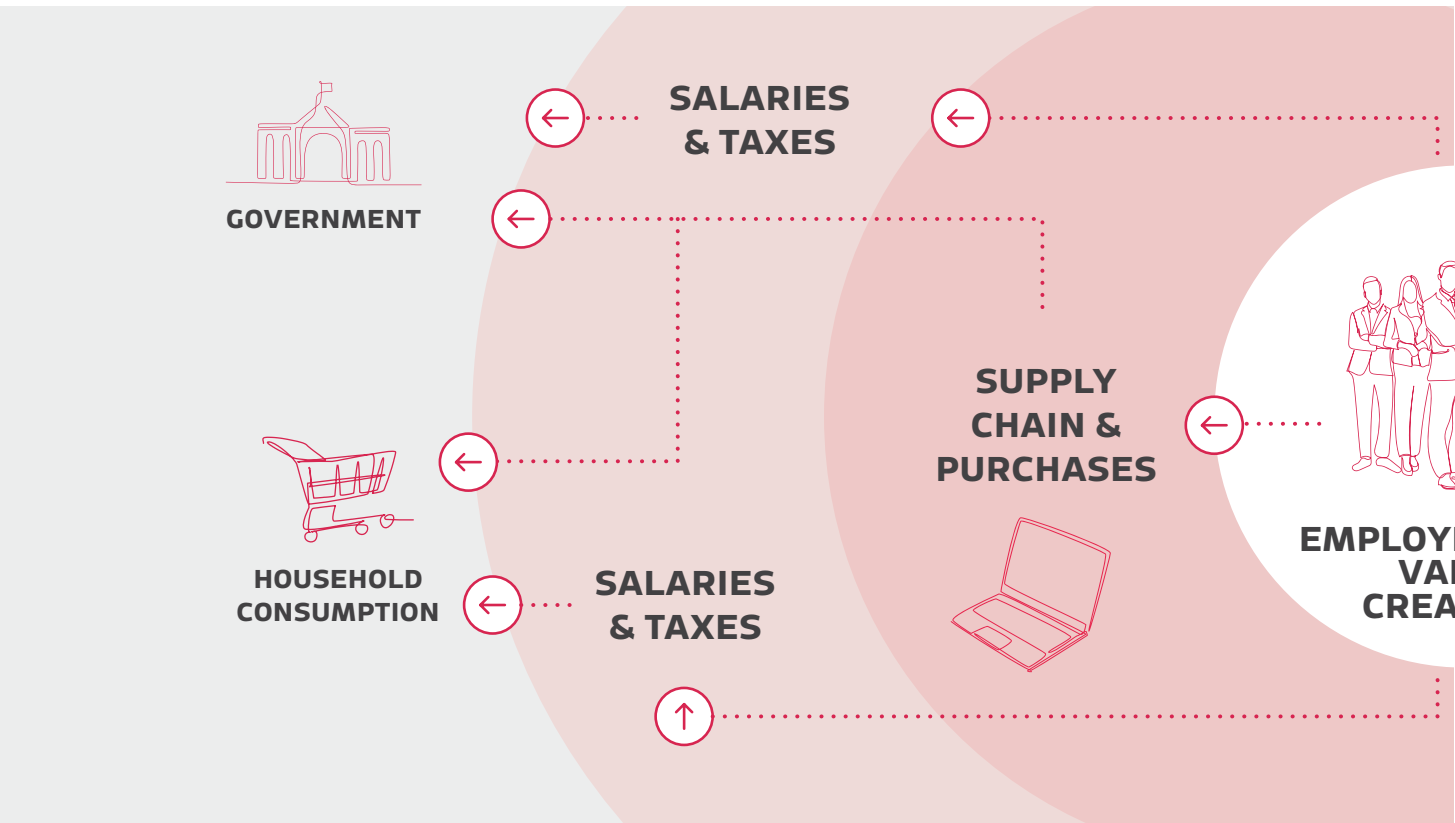 SALARIES
& TAXES
GOVERNMENT
SUPPLY
CHAIN &
PURCHASES
HOUSEHOLD
CONSUMPTION
SALARIES
& TAXES